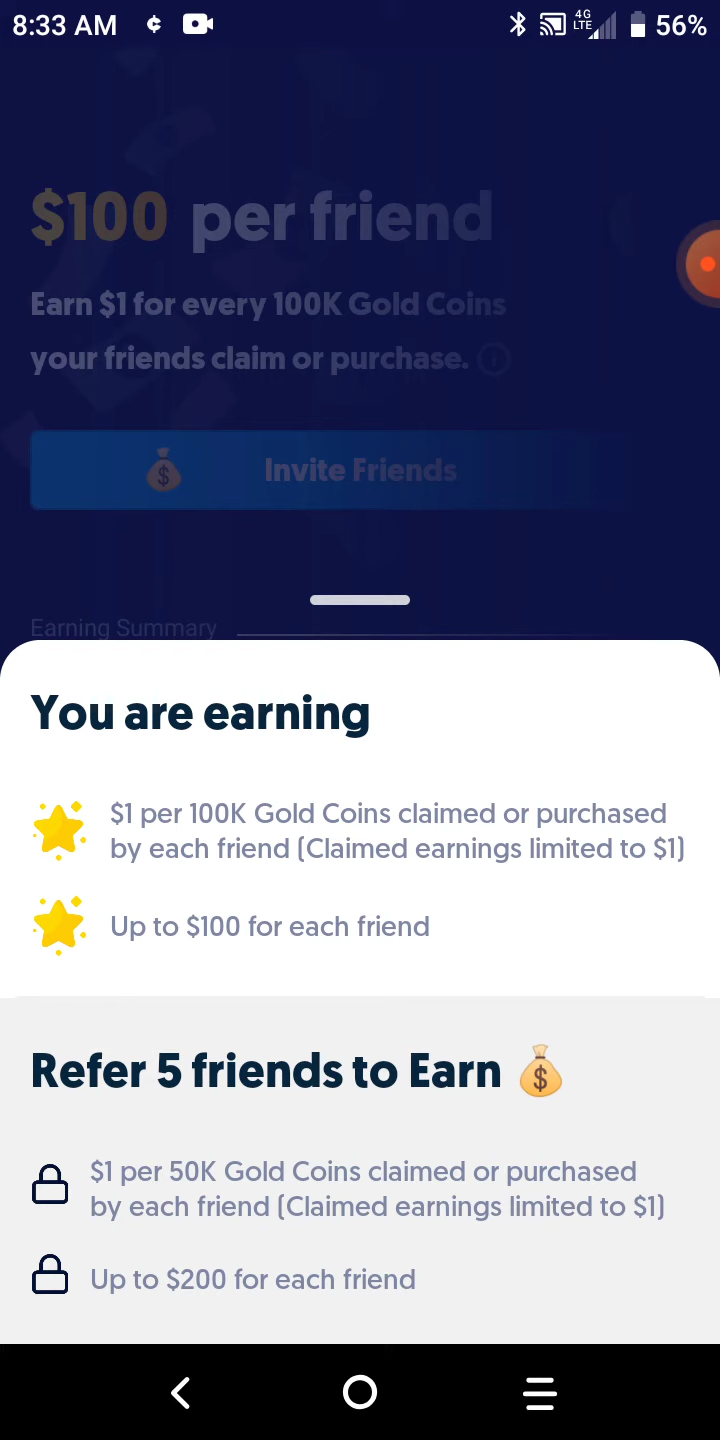 8:33 AM
4G
LTE
56%
$100 per friend
Earn $1 for every 100K Gold Coins
your friends claim or purchase.
Invite Friends
Earning Summary
You are earning
$1 per 100K Gold Coins claimed or purchased
by each friend (Claimed earnings limited to $1)
Up to $100 for each friend
Refer 5 friends to Earn
$1 per 50K Gold Coins claimed or purchased
by each friend (Claimed earnings limited to $1)
Up to $200 for each friend